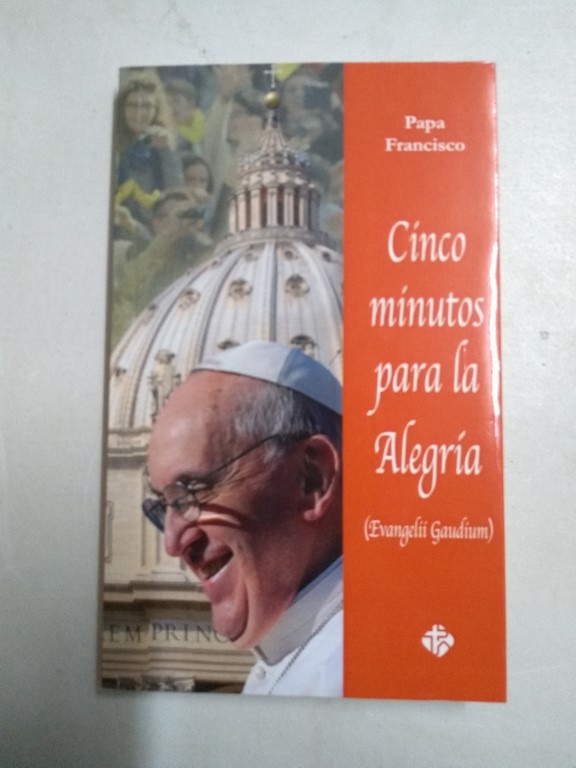 Papa
Francisco
Cinco
minutos
para la
Alegría
(Evangelii Gaudium)
EM PRINC